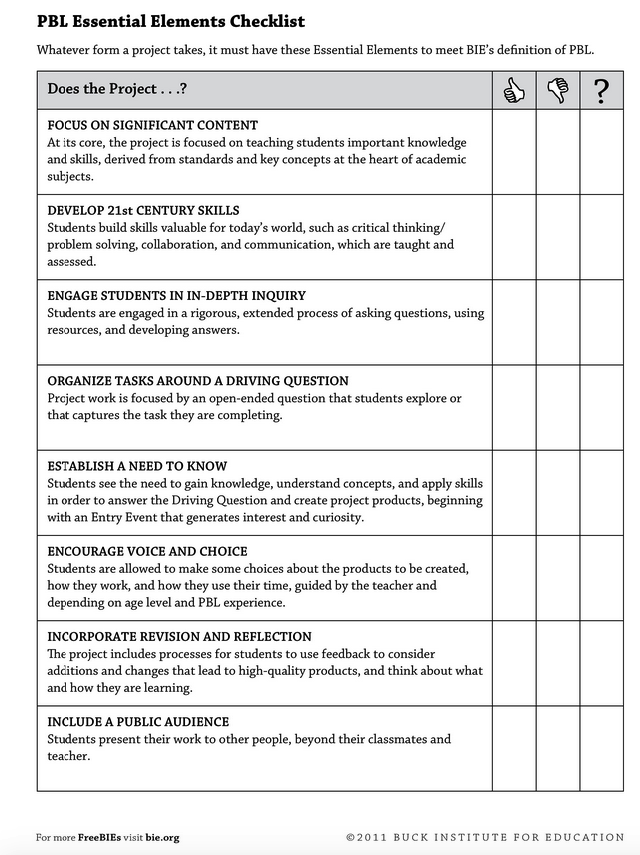 PBL Essential Elements Checklist
Whatever form a project takes, it must have these Essential Elements to meet BIE's definition of PBL.
Does the Project . . .?
?
FOCUS ON SIGNIFICANT CONTENT
At its core, the project is focused on teaching students important knowledge
and skills, derived from standards and key concepts at the heart of academic
subjects.
DEVELOP 21st CENTURY SKILLS
Students build skills valuable for today's world, such as critical thinking/
problem solving, collaboration, and communication, which are taught and
assessed.
ENGAGE STUDENTS IN IN-DEPTH INQUIRY
Students are engaged in a rigorous, extended process of asking questions, using
resources, and developing answers.
ORGANIZE TASKS AROUND A DRIVING QUESTION
Project work is focused by an open-ended question that students explore or
that captures the task they are completing.
ESTABLISH A NEED TO KNOW
Students see the need to gain knowledge, understand concepts, and apply skills
in order to answer the Driving Question and create project products, beginning
with an Entry Event that generates interest and curiosity.
ENCOURAGE VOICE AND CHOICE
Students are allowed to make some choices about the products to be created,
how they work, and how they use their time, guided by the teacher and
depending on age level and PBL experience.
INCORPORATE REVISION AND REFLECTION
The project includes processes for students to use feedback to consider
additions and changes that lead to high-quality products, and think about what
and how they are learning.
INCLUDE A PUBLIC AUDIENCE
Students present their work to other people, beyond their classmates and
teacher.
For more FreeBIEs visit bie.org
©2011 BUCK INSTITUTE FOR EDUCATION